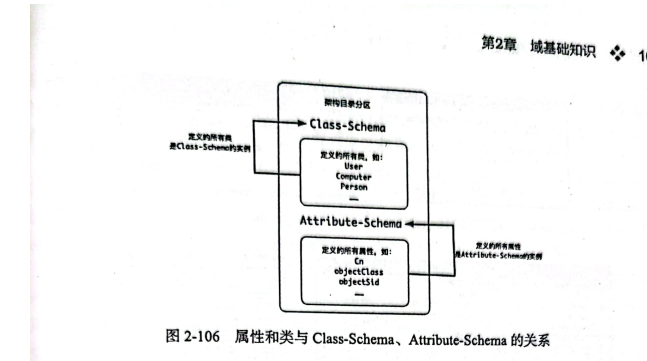 第2章 域基础知识 ❖
架构目录分区
Class-Schema
定义的所有类
是Class-Schema的实例
定义的所有类，如：
User
Computer
Person
…
Attribute-Schema
定义的所有属性
是Attribute-Schema的实例
定义的所有属性，如：
Cn
objectClass
objectSid
…
图 2-106 属性和类与 Class-Schema、Attribute-Schema 的关系